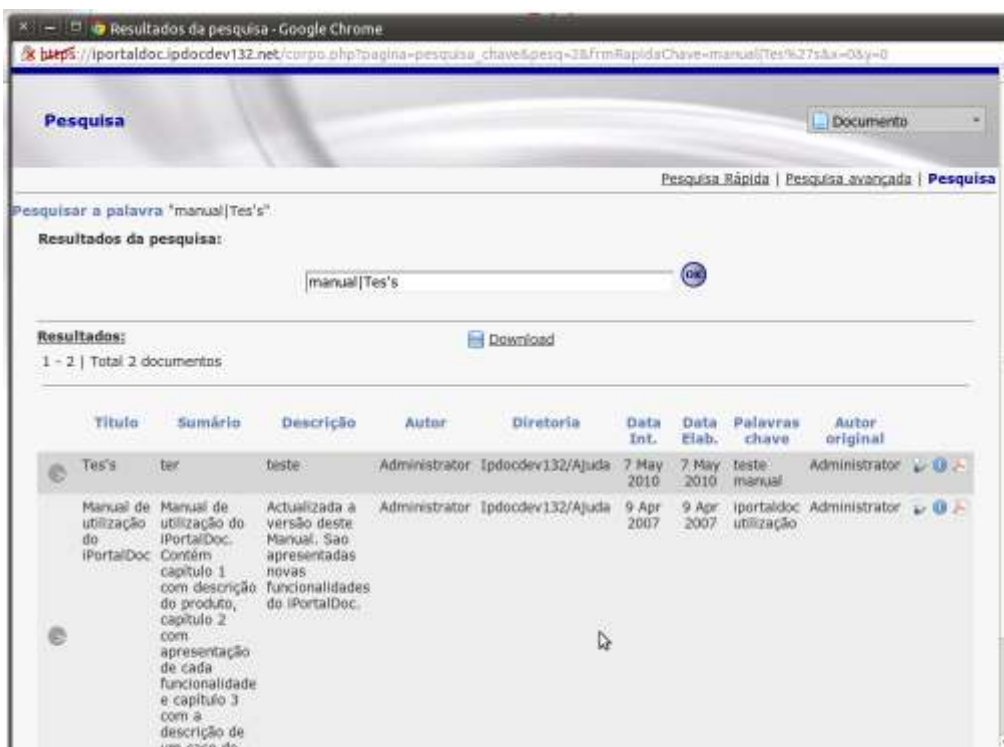 Resultados da pesquisa - Google Chrome
https://iportaldoc.ipdocdev132.net/corpo.php?pagina=pesquisa_chave&pesq=2&frmRapidaChave=manual|Tes%27s&x=0&y=0
Pesquisa
Documento
Pesquisa Rápida | Pesquisa avançada | Pesquisa
Pesquisar a palavra "manual|Tes's"
Resultados da pesquisa:
manual|Tes's
OK
Resultados:
Download
1 - 2 | Total 2 documentos
Título Sumário Descrição Autor Diretoria Data Int. Data Elab. Palavras chave Autor original
Tes's ter teste Administrator Ipdocdev132/Ajuda 7 May 7 May teste Administrator
2010 2010 manual
Manual de Manual de Actualizada a Administrator Ipdocdev132/Ajuda 9 Apr 9 Apr iportaldoc Administrator
utilização utilização do versão deste 2007 2007 utilização
do iPortalDoc. Manual. Sao
iPortalDoc Contém apresentadas
capítulo 1 novas
com descrição funcionalidades
do produto, do iPortalDoc.
capítulo 2
com
apresentação
de cada
funcionalidade
e capítulo 3
com a
descrição de
um caso de